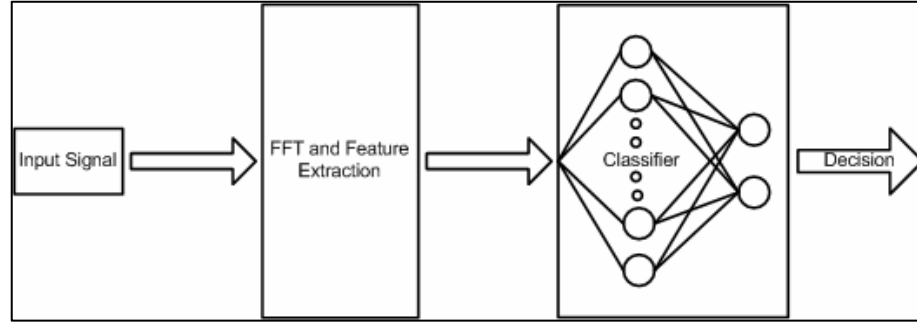 Input Signal
FFT and Feature
Extraction
Classifier
Decision